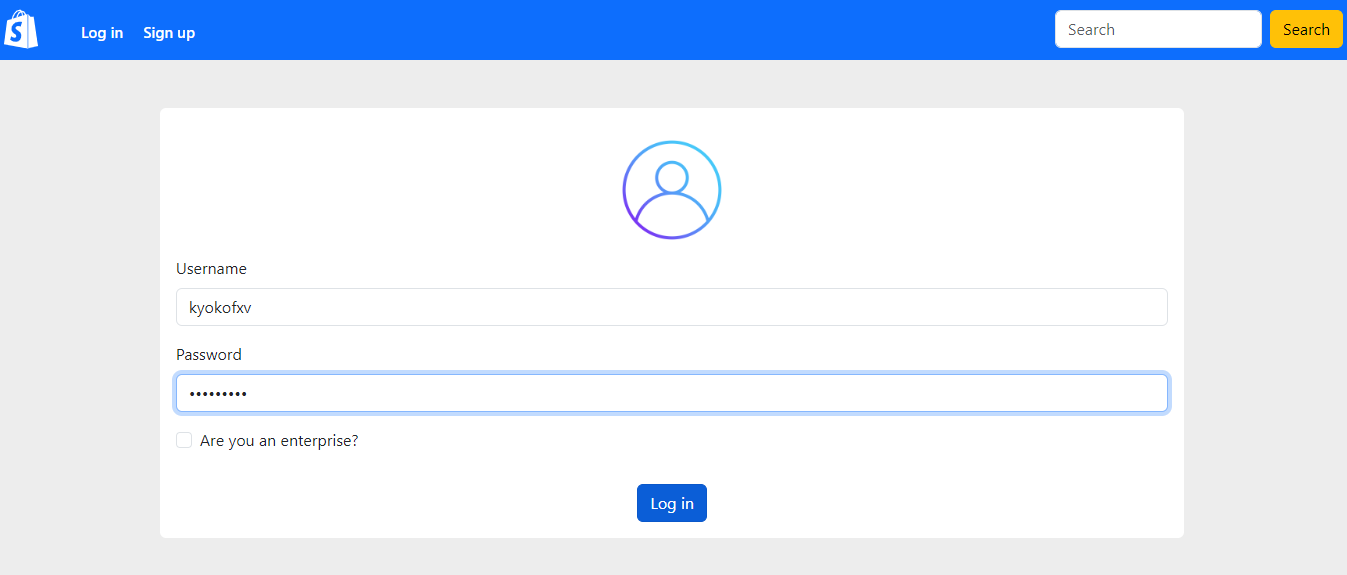 S Log in Sign up Search Search
Username
kyokofxv
Password
•••••••••
Are you an enterprise?
Log in